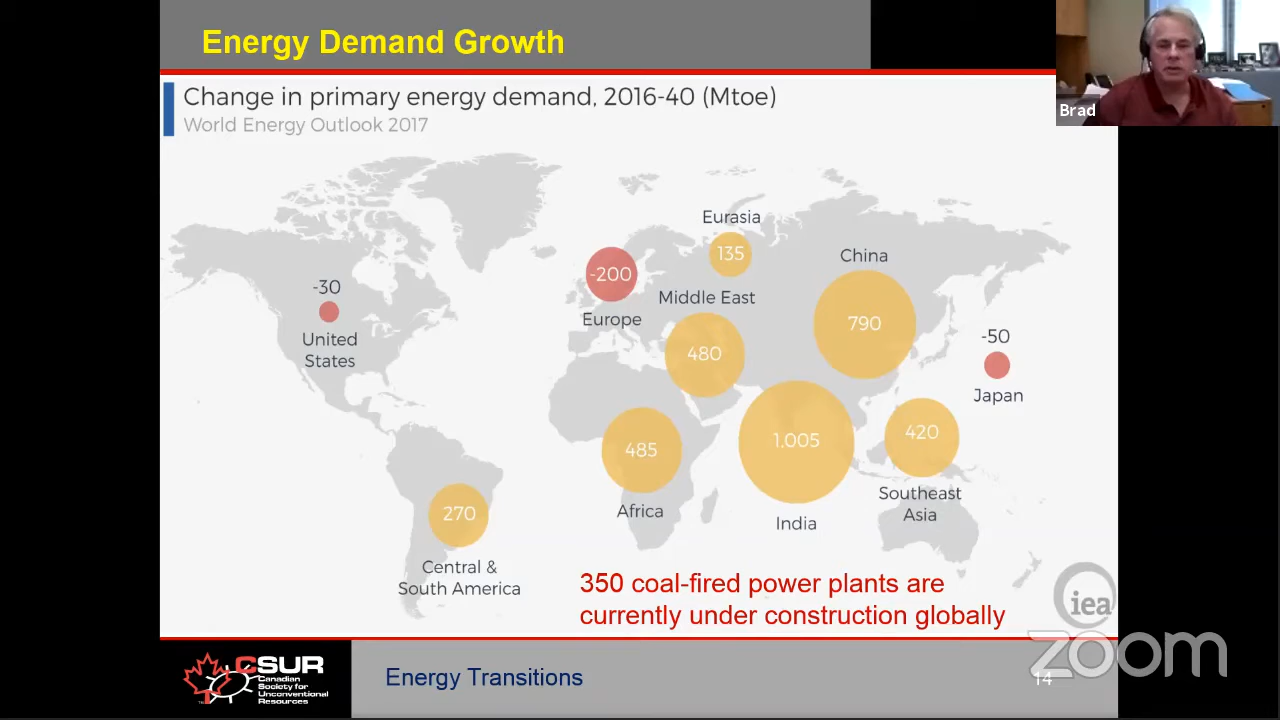 Energy Demand Growth
Brad
Change in primary energy demand, 2016-40 (Mtoe)
World Energy Outlook 2017
Eurasia
135
China
790
-200
Europe
Middle East
480
-30
United
States
-50
Japan
485
Africa
1,005
India
420
Southeast
Asia
270
Central &
South America
350 coal-fired power plants are
currently under construction globally
iea
zoom
CSUR
Canadian
Society for
Unconventional
Resources
TM
Energy Transitions
14